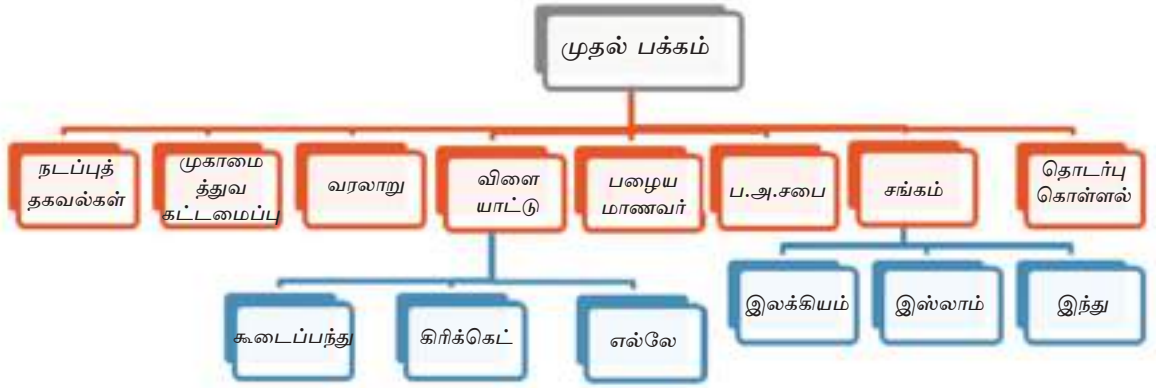 முதல் பக்கம்
நடப்புத்
தகவல்கள்
முகாமை
த்துவ
கட்டமைப்பு
வரலாறு
விளை
யாட்டு
பழைய
மாணவர்
ப.அ.சபை
சங்கம்
தொடர்பு
கொள்ளல்
கூடைப்பந்து
கிரிக்கெட்
எல்லே
இலக்கியம்
இஸ்லாம்
இந்து